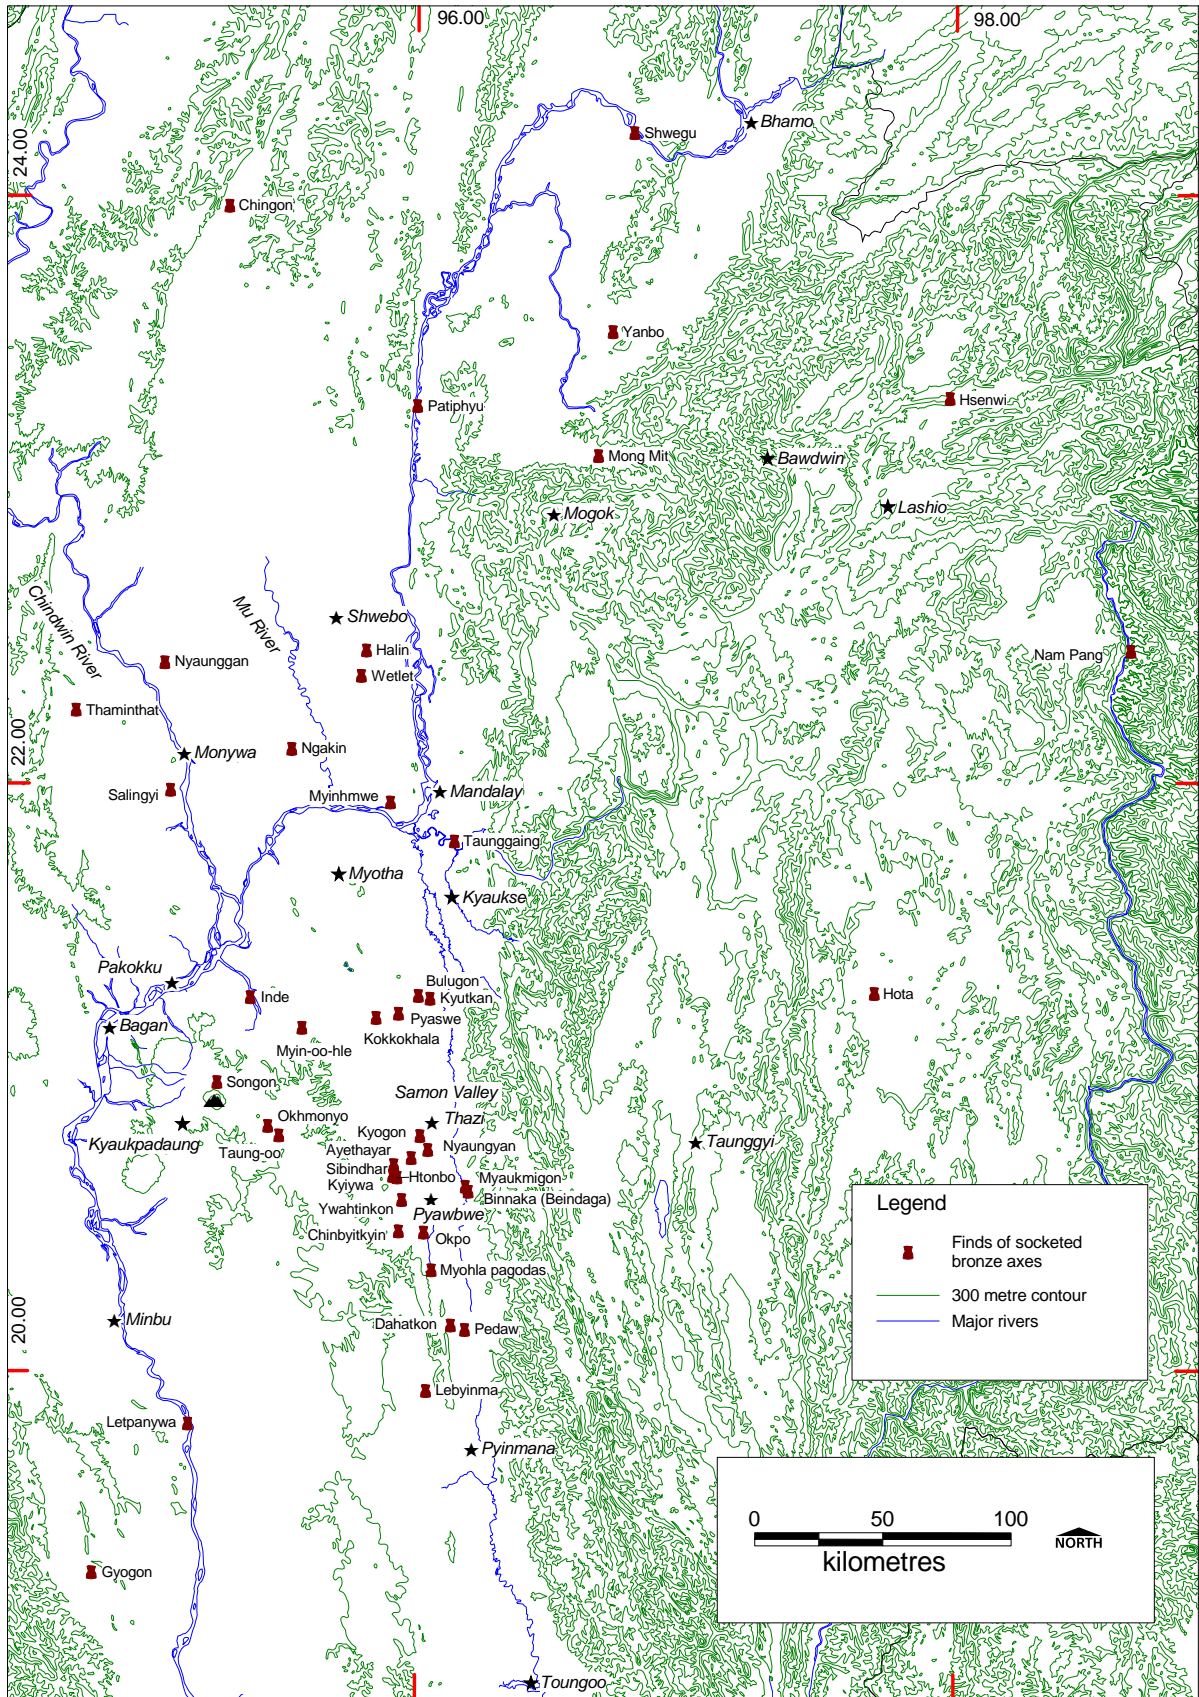 96.00
98.00
24.00
22.00
20.00
Bhamo
Shwegu
Chingon
Yanbo
Patiphyu
Hsenwi
Mong Mit
Bawdwin
Mogok
Lashio
Chindwin River
Mu River
Shwebo
Halin
Nyaunggan
Wetlet
Nam Pang
Thaminthat
Monywa
Ngakin
Salingyi
Myinhmwe
Mandalay
Taunggaing
Myotha
Kyaukse
Pakokku
Bulugon
Inde
Kyutkan
Hota
Bagan
Pyaswe
Kokkokhala
Myin-oo-hle
Songon
Samon Valley
Okhmonyo
Thazi
Kyaukpadaung
Kyogon
Taunggyi
Taung-oo
Ayethayar
Nyaungyan
Sibindhar
Htonbo
Myaukmigon
Kyiywa
Binnaka (Beindaga)
Ywahtinkon
Pyawbwe
Chinbyitkyin
Okpo
Myohla pagodas
Minbu
Dahatkon
Pedaw
Lebyinma
Letpanywa
Pyinmana
Gyogon
Toungoo
Legend
Finds of socketed
bronze axes
300 metre contour
Major rivers
0
50
100
kilometres
NORTH